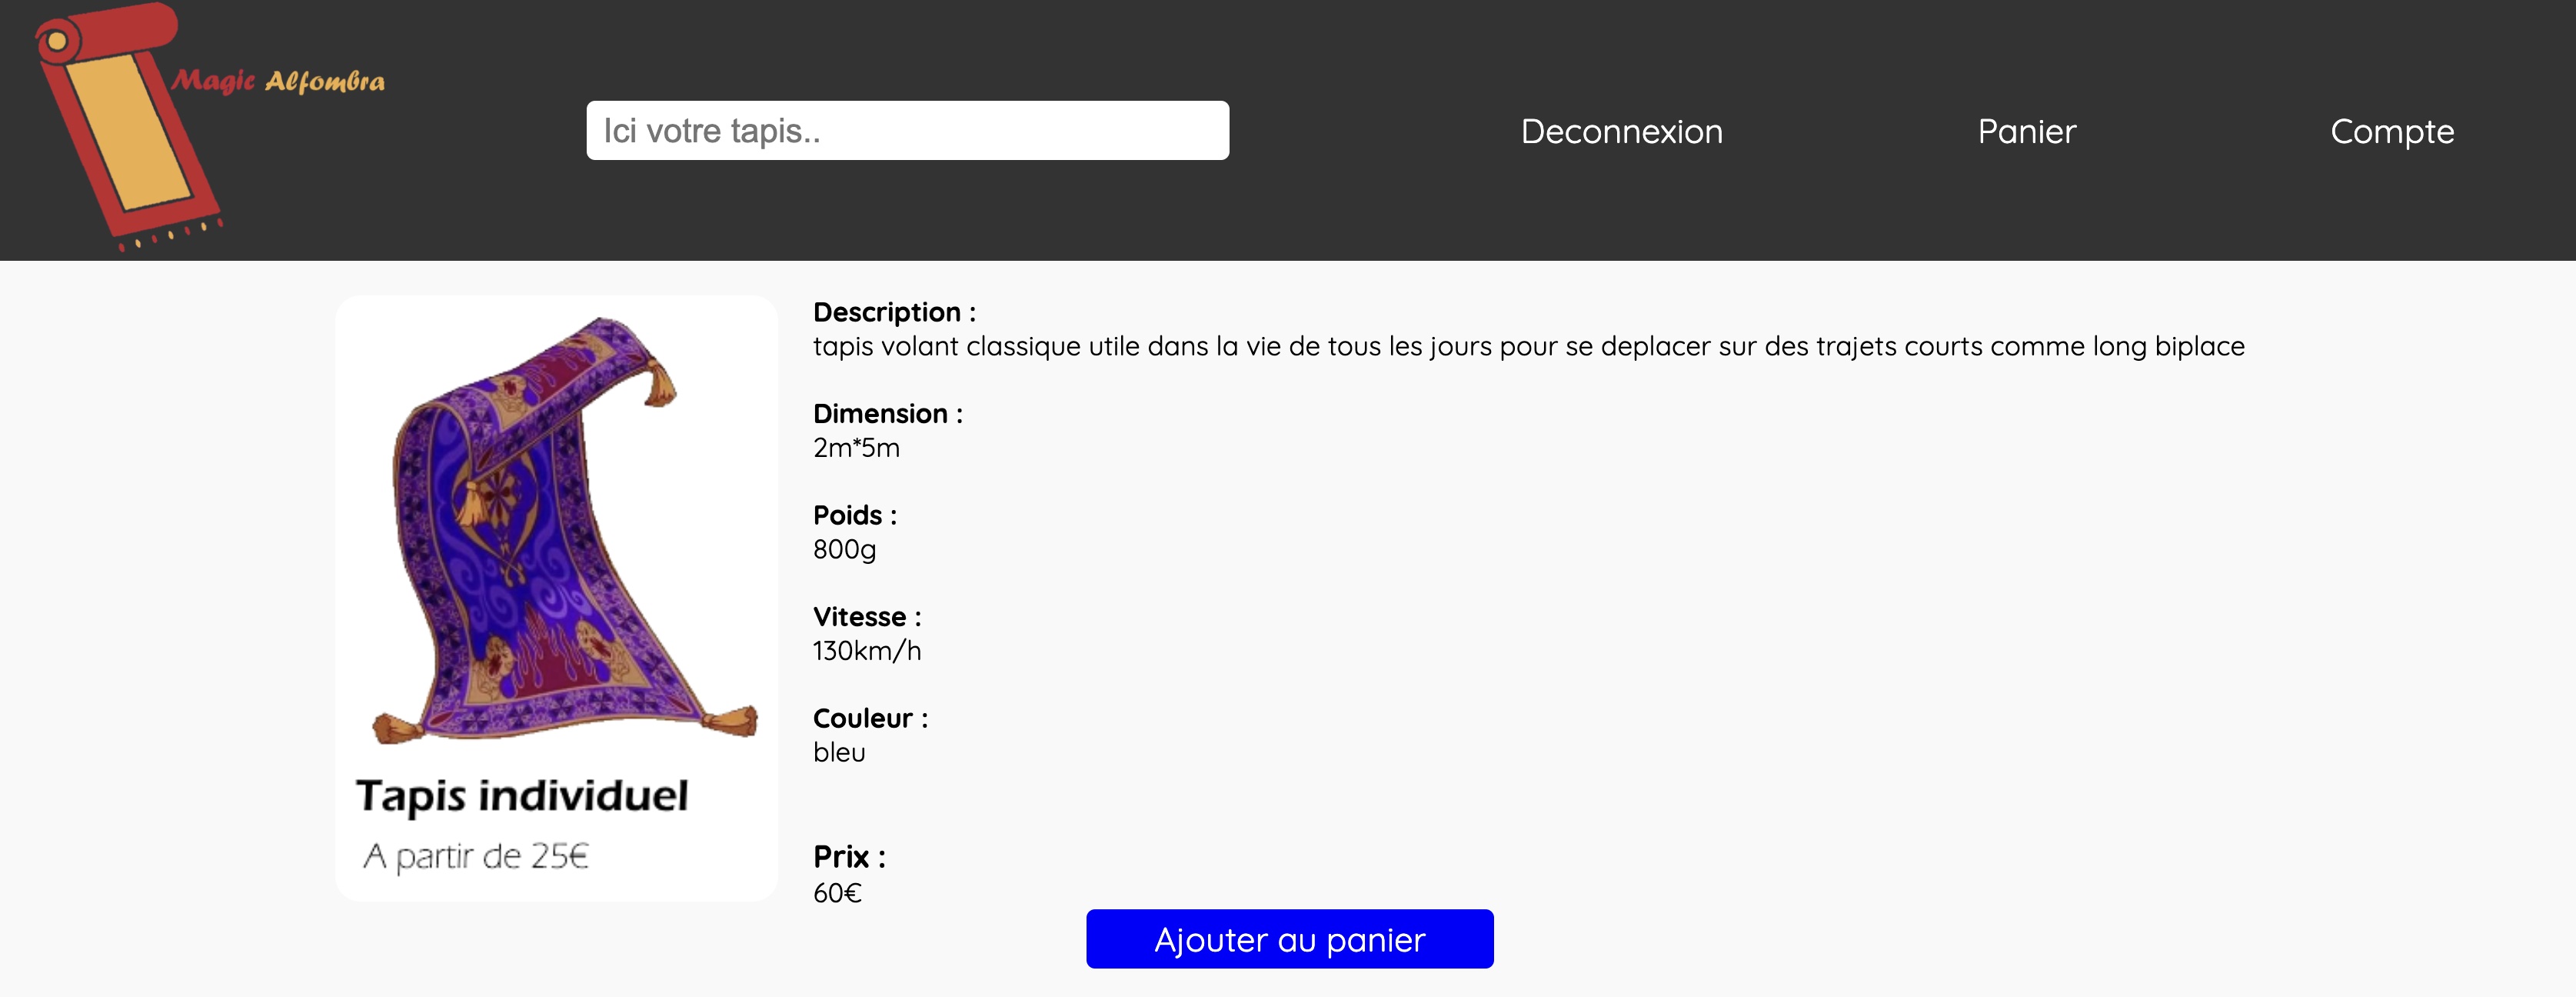 Magic Alfombra
Ici votre tapis..
Deconnexion
Panier
Compte
Description :
tapis volant classique utile dans la vie de tous les jours pour se deplacer sur des trajets courts comme long biplace
Dimension :
2m*5m
Poids :
800g
Vitesse :
130km/h
Couleur :
bleu
Tapis individuel
A partir de 25€
Prix :
60€
Ajouter au panier